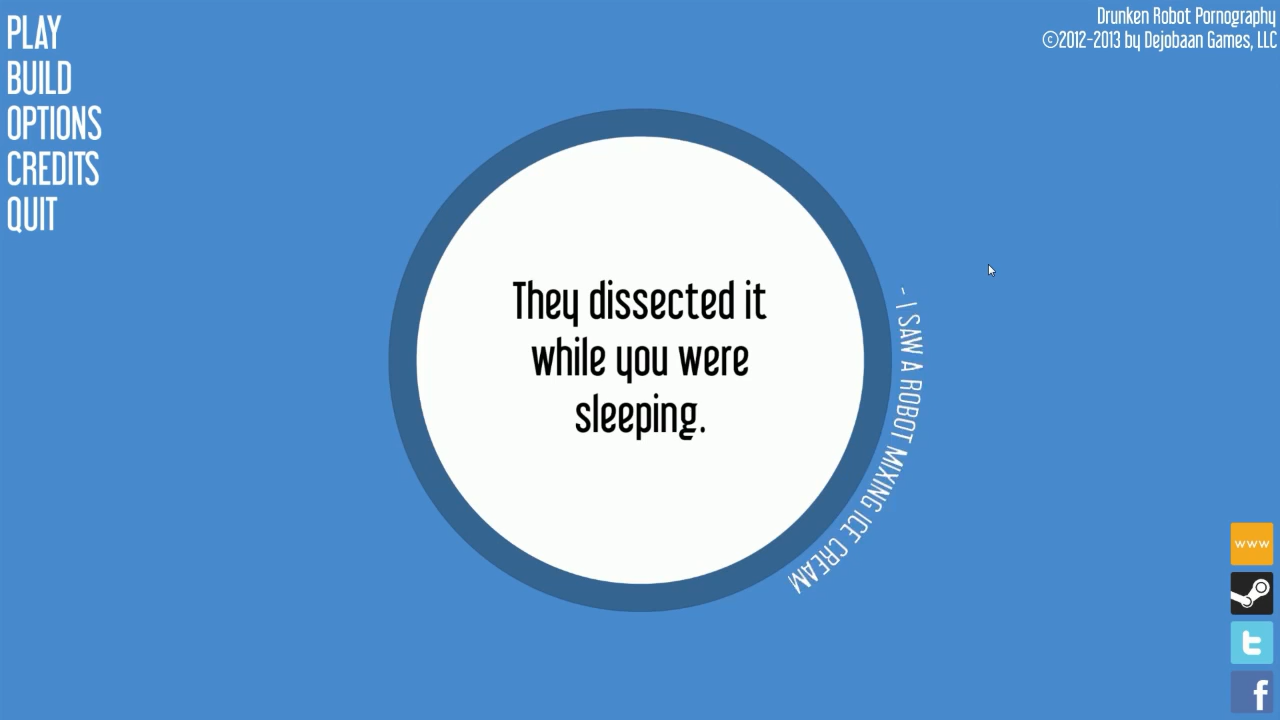 PLAY
BUILD
OPTIONS
CREDITS
QUIT
Drunken Robot Pornography
©2012-2013 by Dejobaan Games, LLC
They dissected it
while you were
sleeping.
- I SAW A ROBOT MIXING ICE CREAM
www
t
f